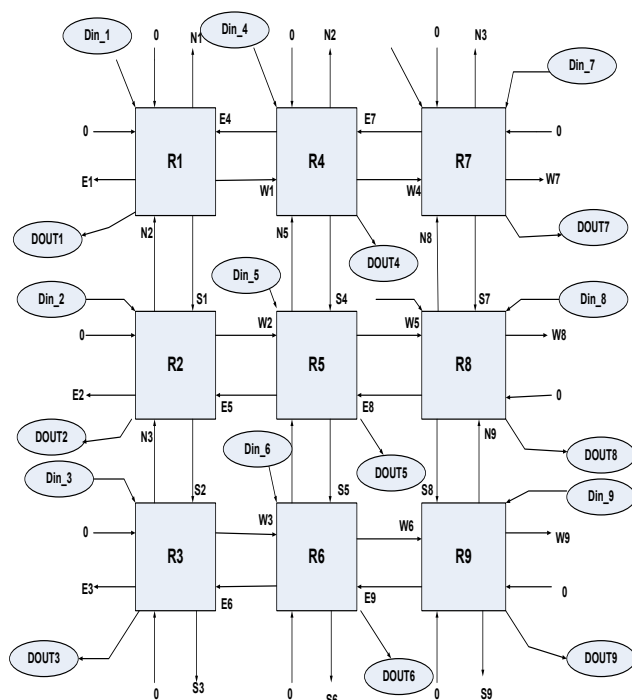 Din_1
0
N1
Din_4
0
N2
0
N3
Din_7
0
E4
E7
0
R1
R4
R7
E1
W1
W4
W7
DOUT1
N2
N5
DOUT4
N8
DOUT7
Din_2
S1
Din_5
S4
S7
Din_8
0
W2
W5
W8
R2
R5
R8
E2
E5
E8
0
DOUT2
N3
DOUT5
N9
DOUT8
Din_3
S2
Din_6
S5
S8
Din_9
0
W3
W6
W9
R3
R6
R9
E3
E6
E9
0
DOUT3
0
S3
0
S6
DOUT6
0
S9
DOUT9